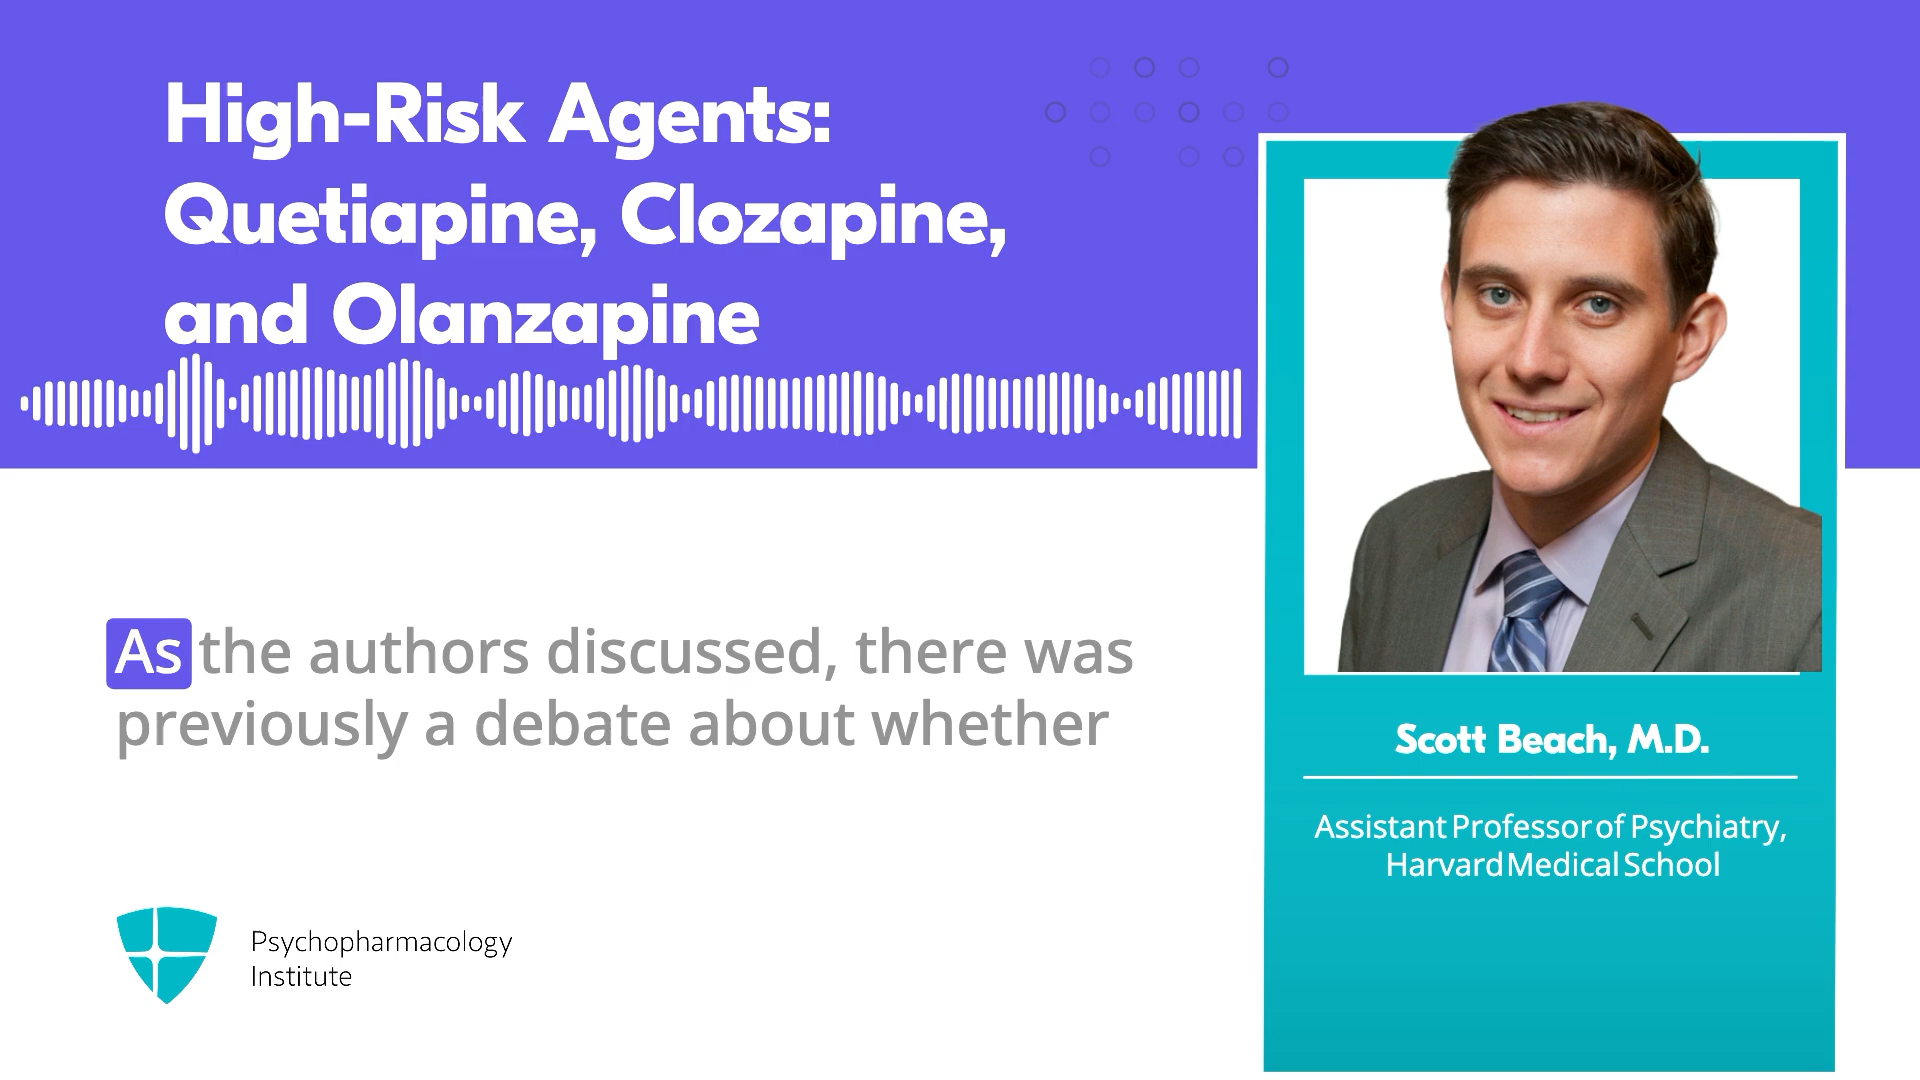 High-Risk Agents:
Quetiapine, Clozapine,
and Olanzapine
As the authors discussed, there was
previously a debate about whether
Psychopharmacology
Institute
Scott Beach, M.D.
Assistant Professor of Psychiatry,
Harvard Medical School